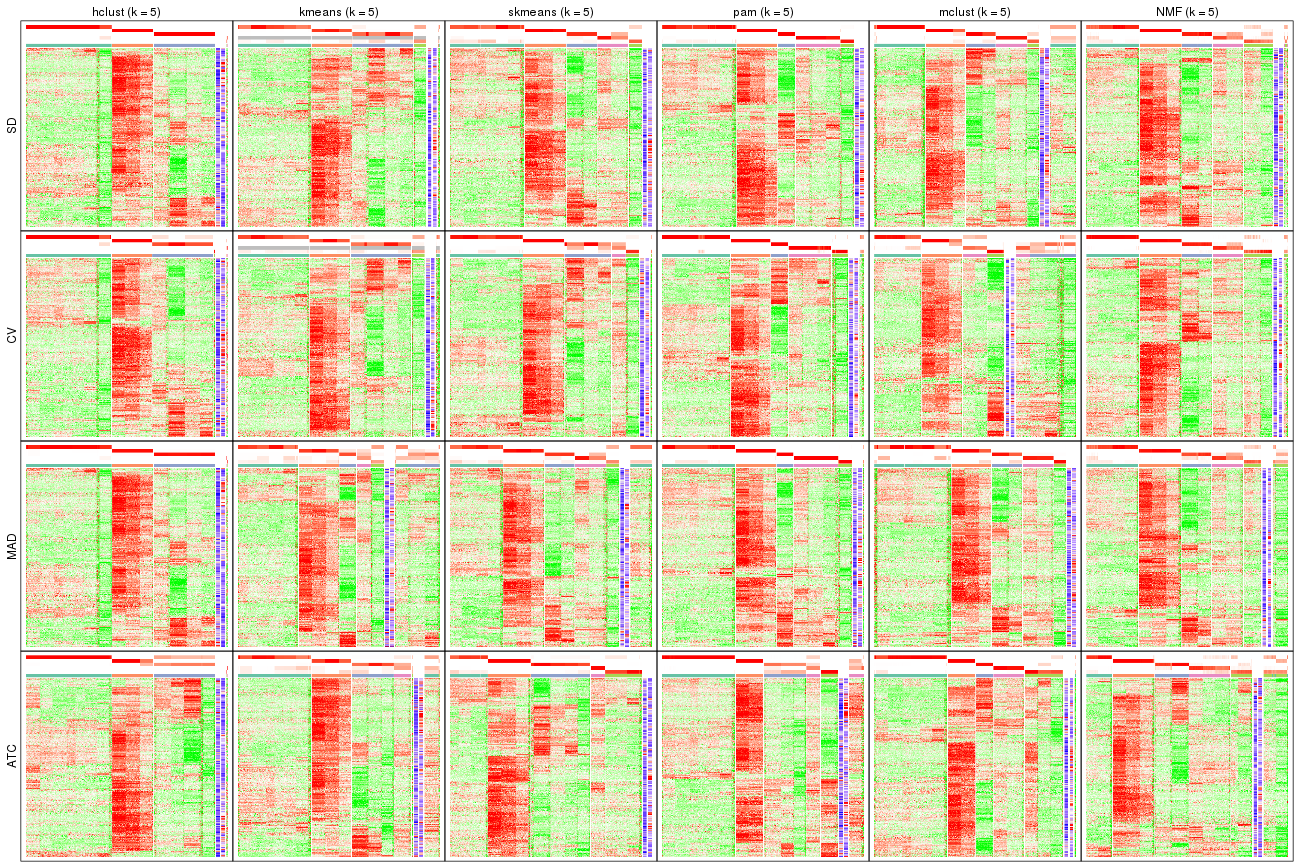 hclust (k = 5)
kmeans (k = 5)
skmeans (k = 5)
pam (k = 5)
mclust (k = 5)
NMF (k = 5)
SD
CV
MAD
ATC